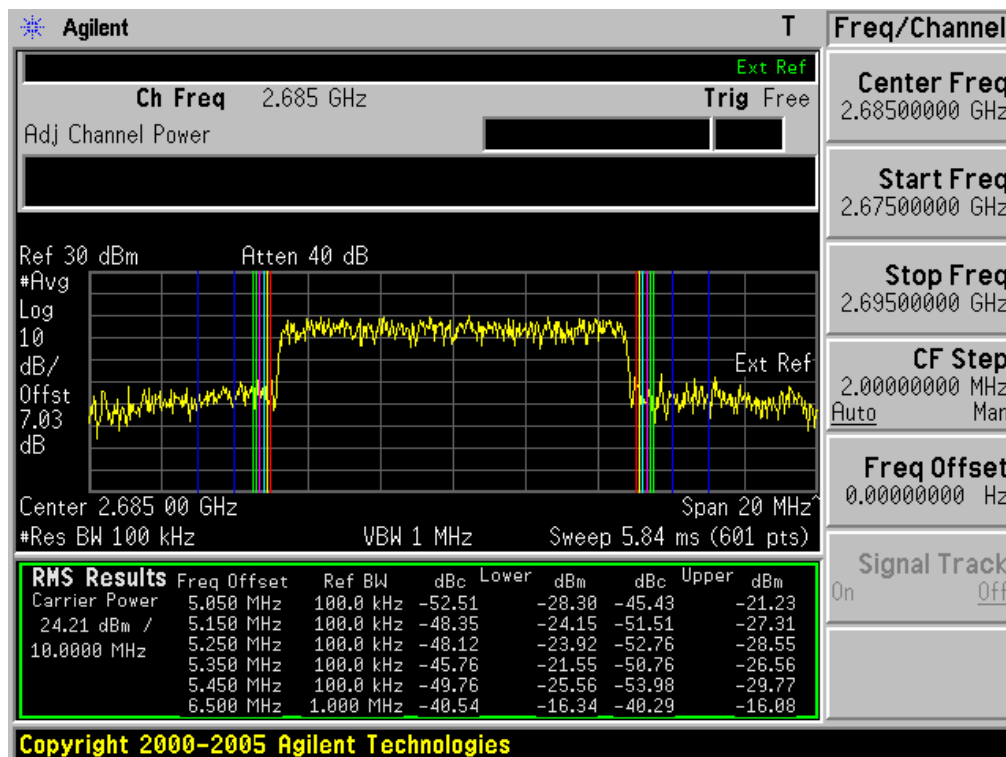 Agilent T
Ext Ref
Ch Freq 2.685 GHz Trig Free
Adj Channel Power
Ref 30 dBm Atten 40 dB
#Avg
Log
10
dB/
Offst
7.03
dB
Ext Ref
Center 2.685 00 GHz Span 20 MHz^
#Res BW 100 kHz VBW 1 MHz Sweep 5.84 ms (601 pts)
RMS Results Freq Offset Ref BW dBc Lower dBm dBc Upper dBm
Carrier Power 5.050 MHz 100.0 kHz -52.51 -28.30 -45.43 -21.23
24.21 dBm / 5.150 MHz 100.0 kHz -48.35 -24.15 -51.51 -27.31
10.0000 MHz 5.250 MHz 100.0 kHz -48.12 -23.92 -52.76 -28.55
5.350 MHz 100.0 kHz -45.76 -21.55 -50.76 -26.56
5.450 MHz 100.0 kHz -49.76 -25.56 -53.98 -29.77
6.500 MHz 1.000 MHz -40.54 -16.34 -40.29 -16.08
Copyright 2000-2005 Agilent Technologies
Freq/Channel
Center Freq
2.68500000 GHz
Start Freq
2.67500000 GHz
Stop Freq
2.69500000 GHz
CF Step
2.00000000 MHz
Auto Man
Freq Offset
0.00000000 Hz
Signal Track
On Off